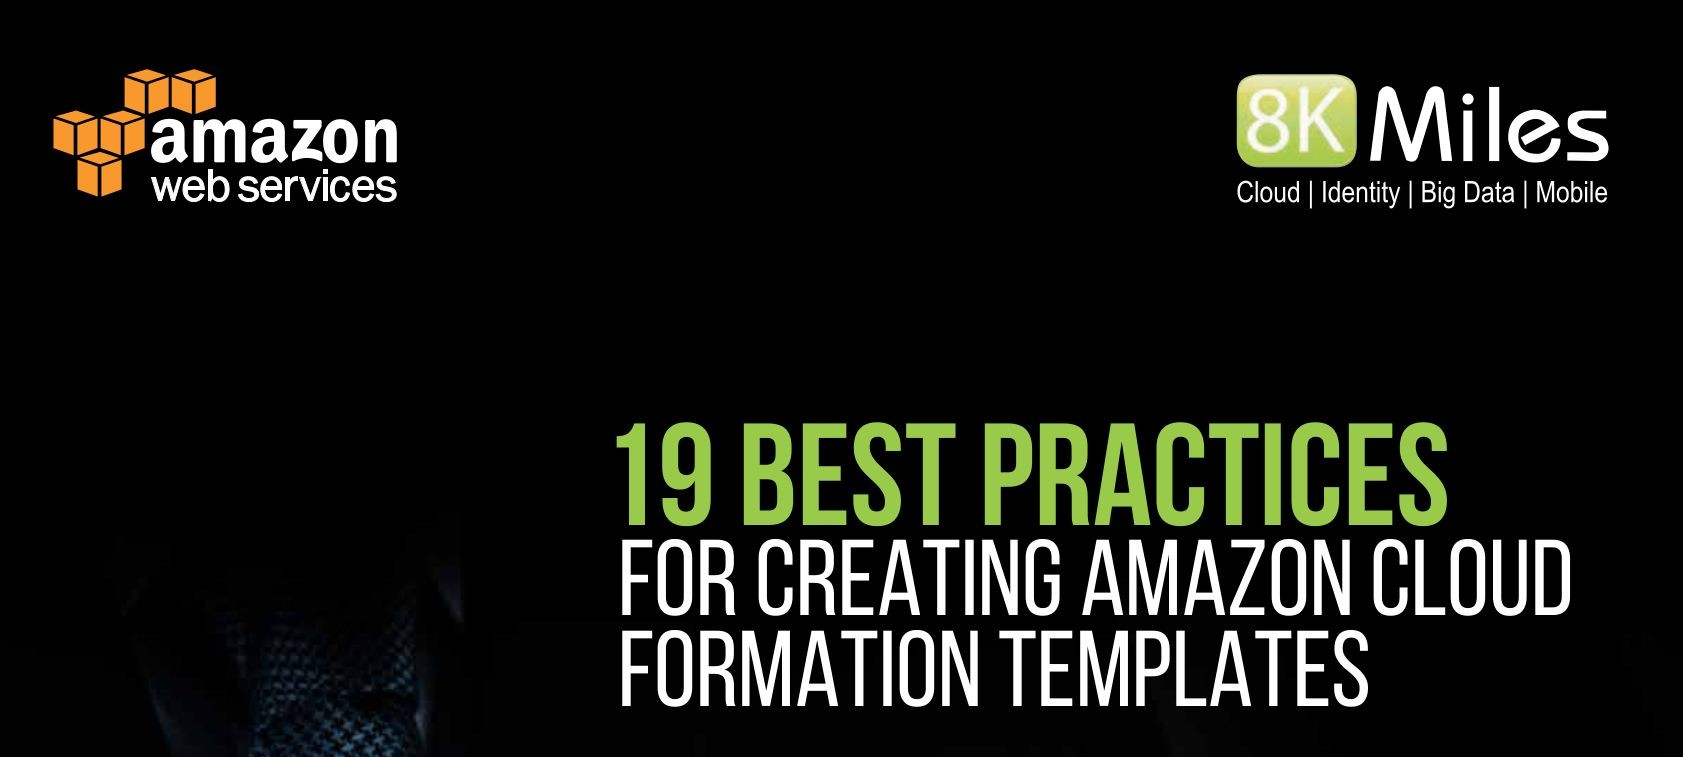 amazon
web services
8K Miles
Cloud | Identity | Big Data | Mobile
19 BEST PRACTICES
FOR CREATING AMAZON CLOUD
FORMATION TEMPLATES